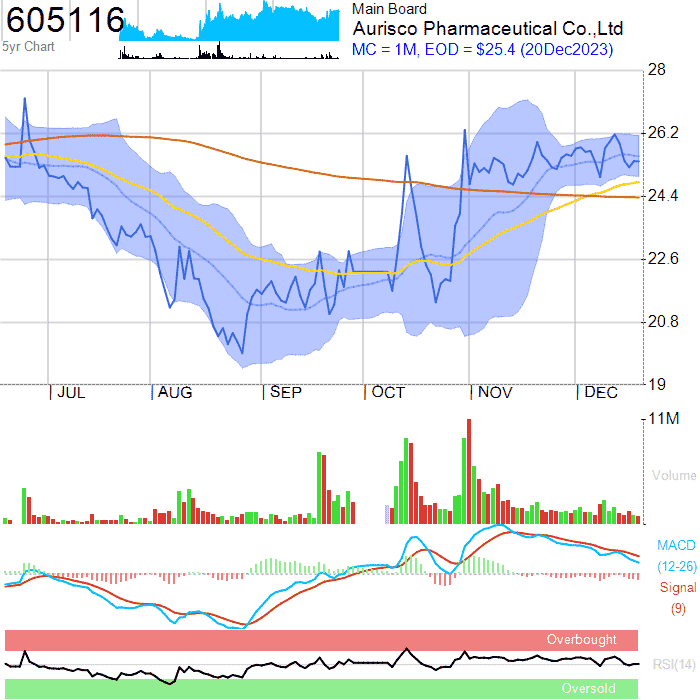 605116
5yr Chart
Main Board
Aurisco Pharmaceutical Co.,Ltd
MC = 1M, EOD = $25.4 (20Dec2023)
28
26.2
24.4
22.6
20.8
19
JUL
AUG
SEP
OCT
NOV
DEC
11M
Volume
MACD
(12-26)
Signal
(9)
Overbought
RSI(14)
Oversold